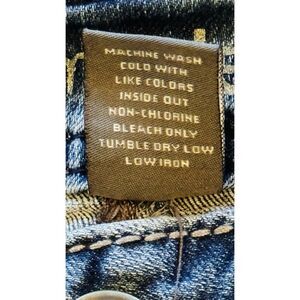 MACHINE WASH
COLD WITH
LIKE COLORS
INSIDE OUT
NON-CHLORINE
BLEACH ONLY
TUMBLE DRY LOW
LOW IRON